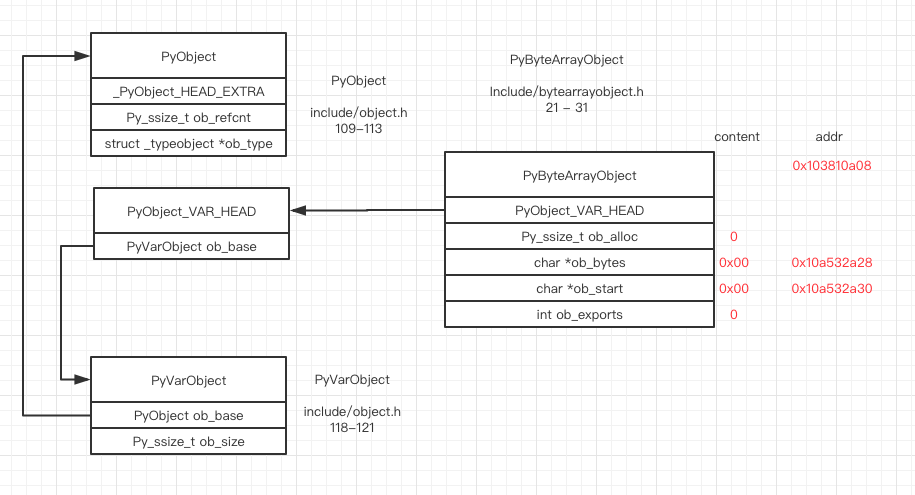 PyObject
_PyObject_HEAD_EXTRA
Py_ssize_t ob_refcnt
struct _typeobject *ob_type
PyObject
include/object.h
109-113
PyByteArrayObject
Include/bytearrayobject.h
21 - 31
content
addr
0x103810a08
PyByteArrayObject
PyObject_VAR_HEAD
Py_ssize_t ob_alloc
0
char *ob_bytes
0x00
0x10a532a28
char *ob_start
0x00
0x10a532a30
int ob_exports
0
PyObject_VAR_HEAD
PyVarObject ob_base
PyVarObject
PyObject ob_base
Py_ssize_t ob_size
PyVarObject
include/object.h
118-121